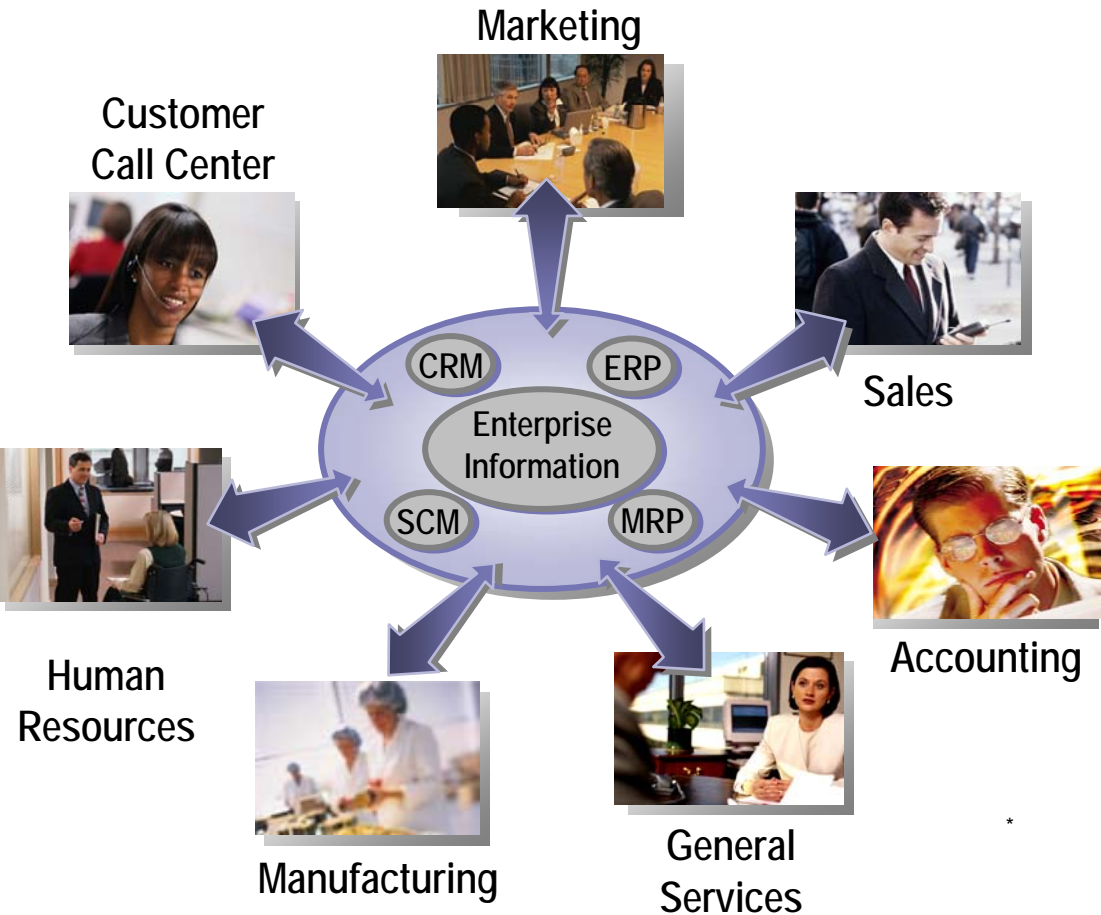 Marketing
Customer
Call Center
CRM
ERP
Sales
Enterprise
Information
SCM
MRP
Human
Resources
Accounting
Manufacturing
General
Services
*